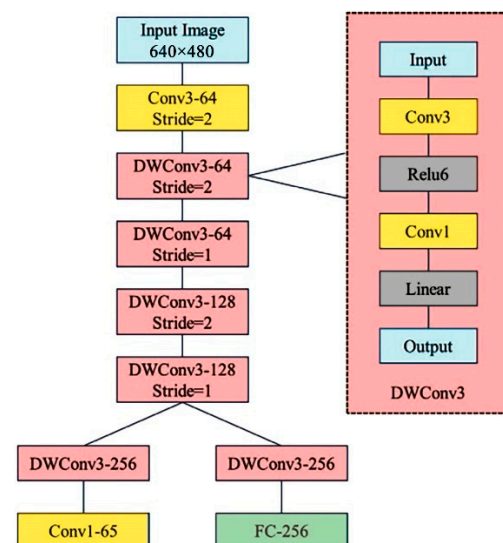 Input Image
640×480
Conv3-64
Stride=2
DWConv3-64
Stride=2
DWConv3-64
Stride=1
DWConv3-128
Stride=2
DWConv3-128
Stride=1
DWConv3-256
DWConv3-256
Conv1-65
FC-256
Input
Conv3
Relu6
Conv1
Linear
Output
DWConv3